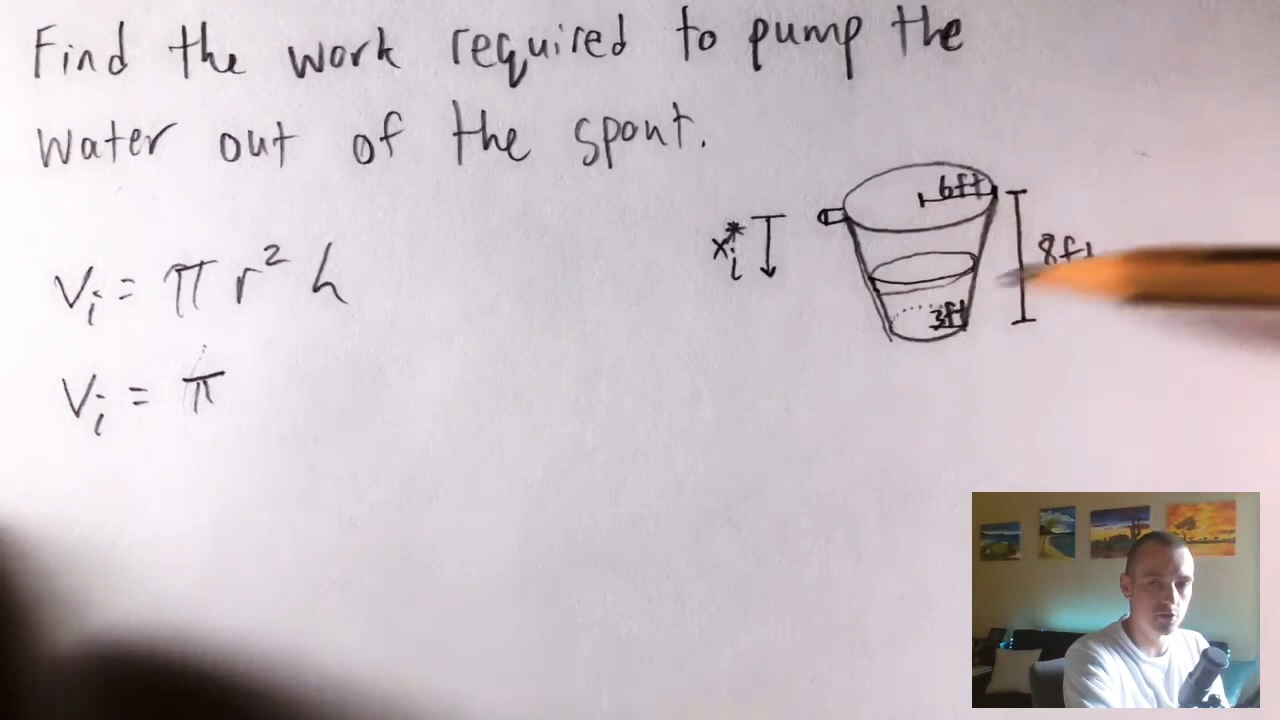 Find the work required to pump the
water out of the spout.
6ft
x*i
8ft
Vi = πr²h
3ft
Vi = π